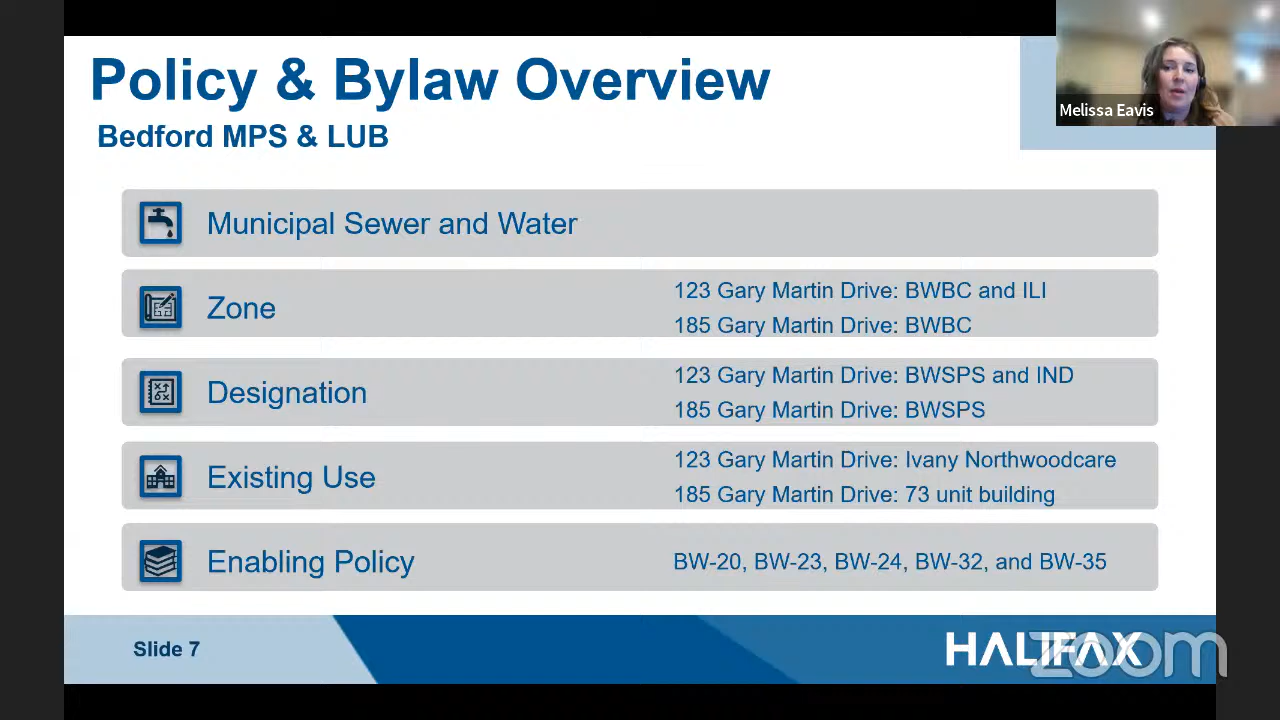 Policy & Bylaw Overview
Bedford MPS & LUB
Melissa Eavis
Municipal Sewer and Water
Zone
123 Gary Martin Drive: BWBC and ILI
185 Gary Martin Drive: BWBC
Designation
123 Gary Martin Drive: BWSPS and IND
185 Gary Martin Drive: BWSPS
Existing Use
123 Gary Martin Drive: Ivany Northwoodcare
185 Gary Martin Drive: 73 unit building
Enabling Policy
BW-20, BW-23, BW-24, BW-32, and BW-35
Slide 7
HALIFAX
zoom